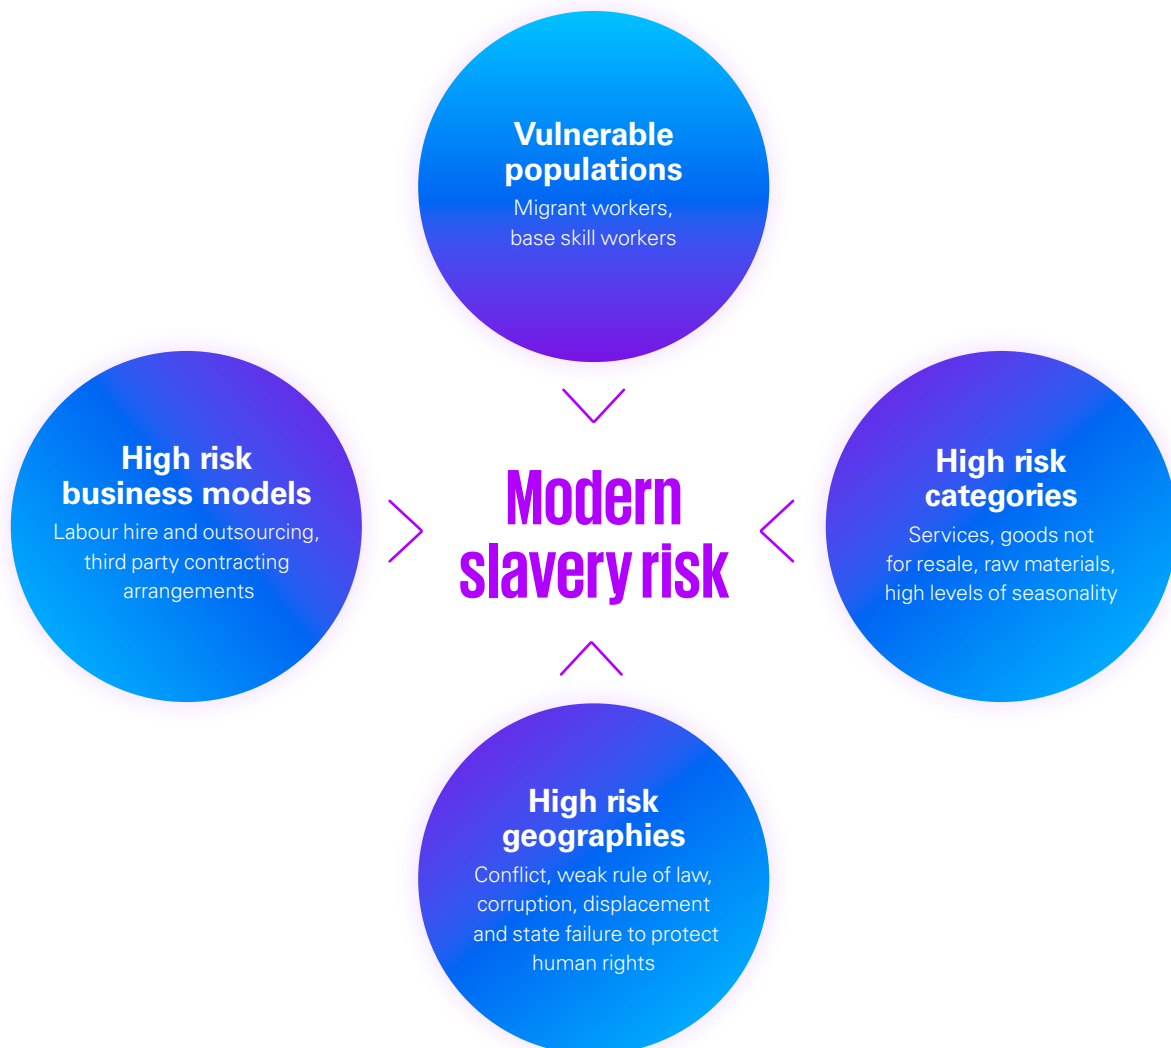 Vulnerable
populations
Migrant workers,
base skill workers
High risk
business models
Labour hire and outsourcing,
third party contracting
arrangements
Modern
slavery risk
High risk
categories
Services, goods not
for resale, raw materials,
high levels of seasonality
High risk
geographies
Conflict, weak rule of law,
corruption, displacement
and state failure to protect
human rights